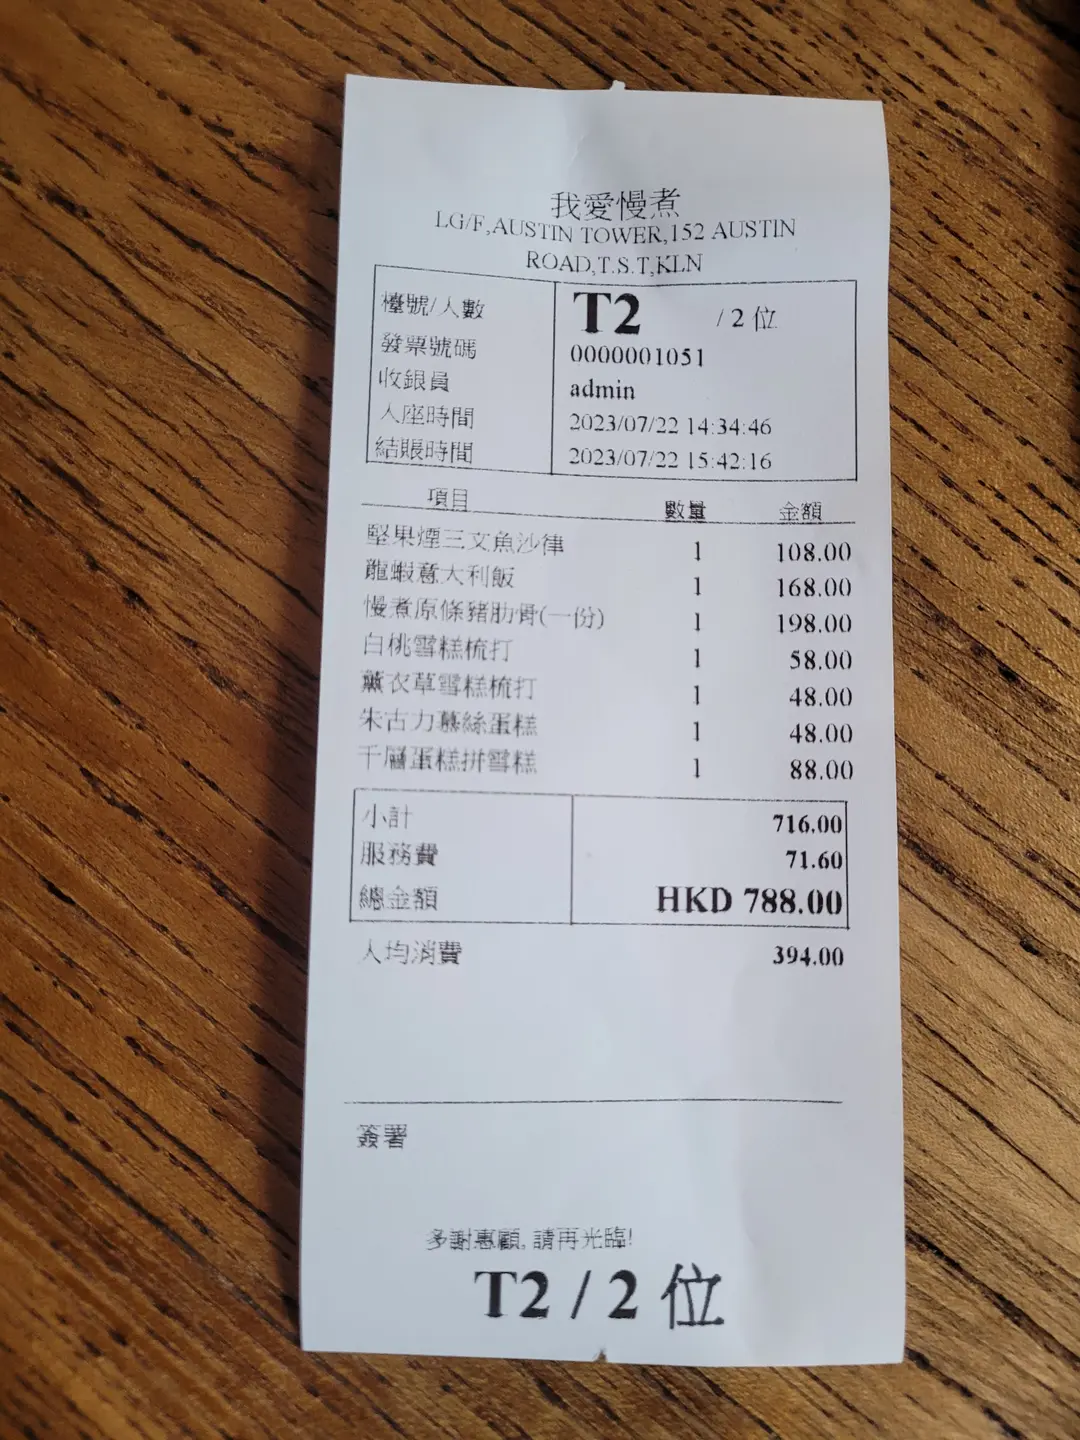 我愛慢煮
LG/F,AUSTIN TOWER,152 AUSTIN
ROAD,T.S.T,KLN
檯號/人數 T2 / 2 位
發票號碼 0000001051
收銀員 admin
入座時間 2023/07/22 14:34:46
結賬時間 2023/07/22 15:42:16
項目 數量 金額
堅果煙三文魚沙律 1 108.00
龍蝦意大利飯 1 168.00
慢煮原條豬肋骨(一份) 1 198.00
白桃雪糕梳打 1 58.00
薰衣草雪糕梳打 1 48.00
朱古力慕絲蛋糕 1 48.00
千層蛋糕拼雪糕 1 88.00
小計 716.00
服務費 71.60
總金額 HKD 788.00
人均消費 394.00
簽署
多謝惠顧, 請再光臨!
T2 / 2 位